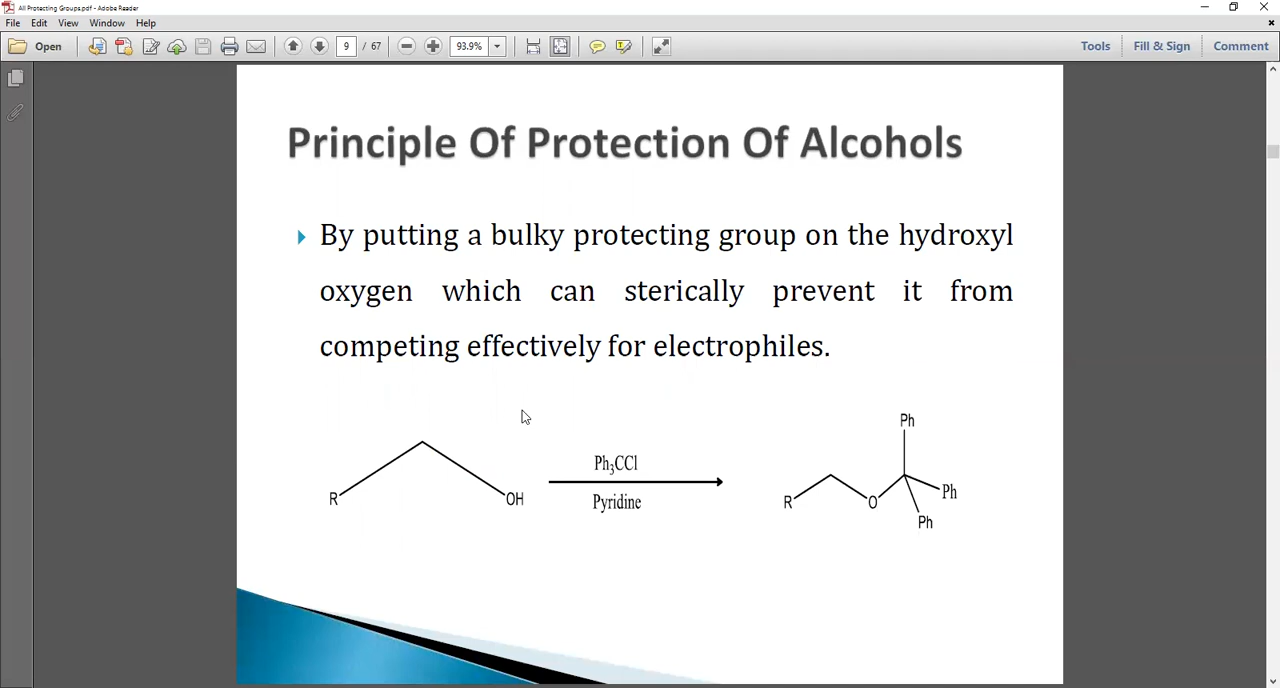 All Protecting Groups.pdf - Adobe Reader
File Edit View Window Help
Open 9 / 67 93.9% Tools Fill & Sign Comment
Principle Of Protection Of Alcohols
By putting a bulky protecting group on the hydroxyl
oxygen which can sterically prevent it from
competing effectively for electrophiles.
Ph
Ph₃CCl
R OH R O Ph
Pyridine
Ph